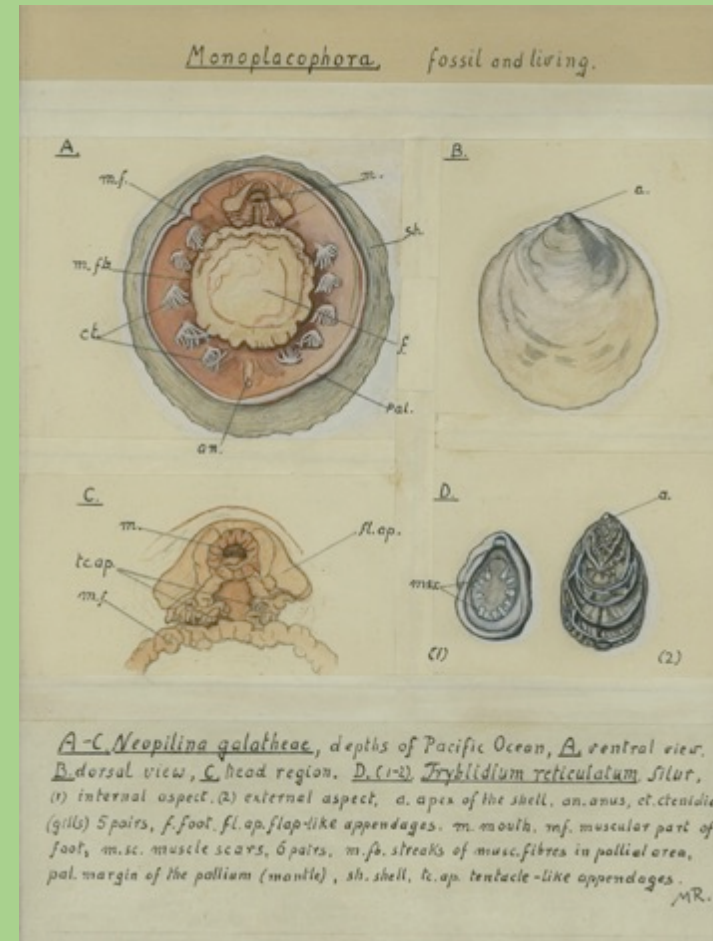 Monoplacophora, fossil and living.
A.
m.f.
m.
sh.
m.fb.
ct.
f.
pal.
an.
B.
a.
C.
m.
fl.ap.
tc.ap.
m.f.
D.
a.
m.sc.
(1)
(2)
A-C, Neopilina galatheae, depths of Pacific Ocean, A. ventral view.
B. dorsal view, C. head region. D. (1-2) Tryblidium reticulatum, Silur,
(1) internal aspect. (2) external aspect, a. apex of the shell, an. anus, ct. ctenidia
(gills) 5 pairs, f. foot. fl.ap. flap-like appendages. m. mouth, mf. muscular part of
foot, m.sc. muscle scars, 6 pairs, m.fb. streaks of musc. fibres in pallial area,
pal. margin of the pallium (mantle), sh. shell, tc.ap. tentacle-like appendages.
MR.